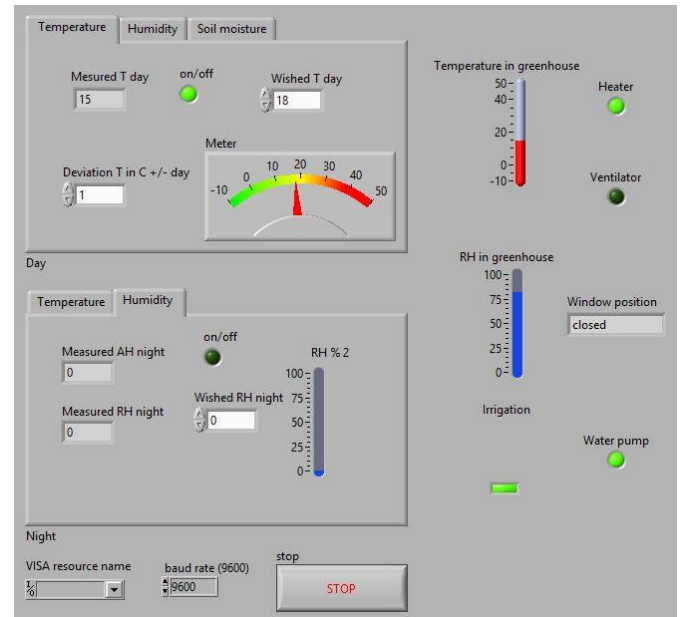 Temperature Humidity Soil moisture
Mesured T day
15
on/off
Wished T day
18
Deviation T in C +/- day
1
Meter
-10 0 10 20 30 40 50
Day
Temperature Humidity
Measured AH night
0
on/off
Measured RH night
0
Wished RH night
0
RH % 2
100
75
50
25
0
Night
VISA resource name
I/0
baud rate (9600)
9600
stop
STOP
Temperature in greenhouse
50
40
20
0
-10
Heater
Ventilator
RH in greenhouse
100
75
50
25
0
Window position
closed
Irrigation
Water pump